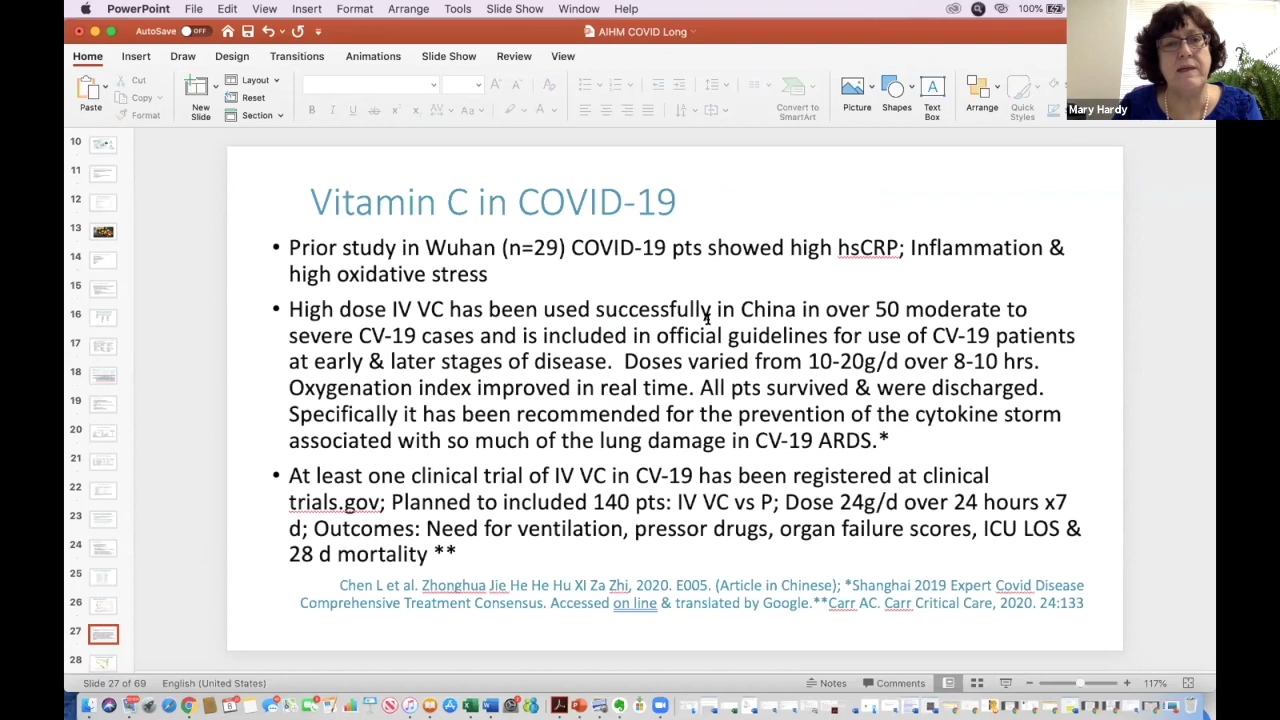 PowerPoint File Edit View Insert Format Arrange Tools Slide Show Window Help 100%
AutoSave OFF AIHM COVID Long
Home Insert Draw Design Transitions Animations Slide Show Review View
Paste Cut Copy Format New Slide Layout Reset Section B I U ab Aa A Convert to SmartArt Picture Shapes Text Box Arrange Quick Styles
Mary Hardy
10
11
12
13
14
15
16
17
18
19
20
21
22
23
24
25
26
27
28
Vitamin C in COVID-19
• Prior study in Wuhan (n=29) COVID-19 pts showed high hsCRP; Inflammation &
high oxidative stress
• High dose IV VC has been used successfully in China in over 50 moderate to
severe CV-19 cases and is included in official guidelines for use of CV-19 patients
at early & later stages of disease. Doses varied from 10-20g/d over 8-10 hrs.
Oxygenation index improved in real time. All pts survived & were discharged.
Specifically it has been recommended for the prevention of the cytokine storm
associated with so much of the lung damage in CV-19 ARDS.*
• At least one clinical trial of IV VC in CV-19 has been registered at clinical
trials.gov; Planned to included 140 pts: IV VC vs P; Dose 24g/d over 24 hours x7
d; Outcomes: Need for ventilation, pressor drugs, organ failure scores, ICU LOS &
28 d mortality **
Chen L et al. Zhonghua Jie He He Hu XI Za Zhi, 2020. E005. (Article in Chinese); *Shanghai 2019 Expert Covid Disease
Comprehensive Treatment Consensus. Accessed on line & translated by Google.**Carr AC. Carr Critical Care, 2020. 24:133
Slide 27 of 69 English (United States) Notes Comments 117%